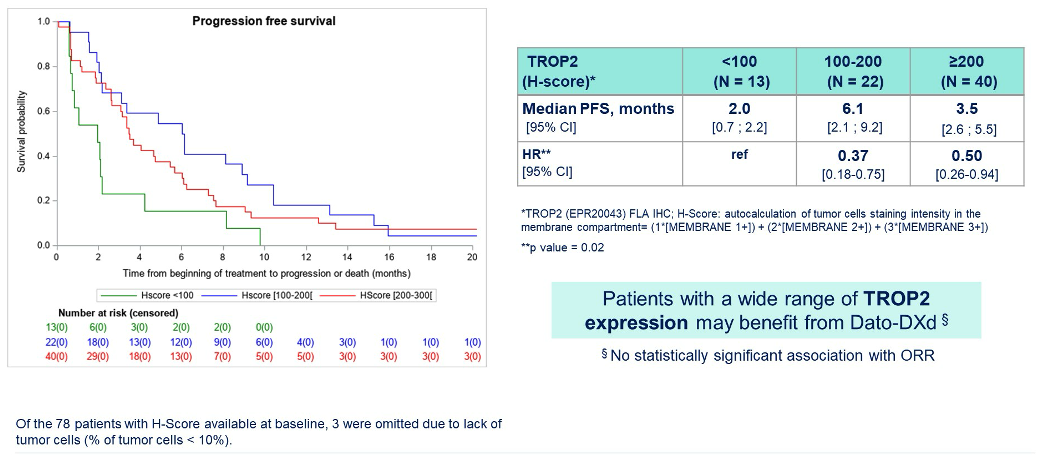 Progression free survival
Survival probability
1.0
0.8
0.6
0.4
0.2
0.0
0 2 4 6 8 10 12 14 16 18 20
Time from beginning of treatment to progression or death (months)
Hscore <100 Hscore [100-200[ HScore [200-300[
Number at risk (censored)
13(0) 6(0) 3(0) 2(0) 2(0) 0(0)
22(0) 18(0) 13(0) 12(0) 9(0) 6(0) 4(0) 3(0) 1(0) 1(0) 1(0)
40(0) 29(0) 18(0) 13(0) 7(0) 5(0) 5(0) 3(0) 3(0) 3(0) 3(0)
TROP2 (H-score)* <100 (N = 13) 100-200 (N = 22) ≥200 (N = 40)
Median PFS, months 2.0 6.1 3.5
[95% CI] [0.7 ; 2.2] [2.1 ; 9.2] [2.6 ; 5.5]
HR** ref 0.37 0.50
[95% CI] [0.18-0.75] [0.26-0.94]
*TROP2 (EPR20043) FLA IHC; H-Score: autocalculation of tumor cells staining intensity in the
membrane compartment= (1*[MEMBRANE 1+]) + (2*[MEMBRANE 2+]) + (3*[MEMBRANE 3+])
**p value = 0.02
Patients with a wide range of TROP2
expression may benefit from Dato-DXd §
§ No statistically significant association with ORR
Of the 78 patients with H-Score available at baseline, 3 were omitted due to lack of
tumor cells (% of tumor cells < 10%).